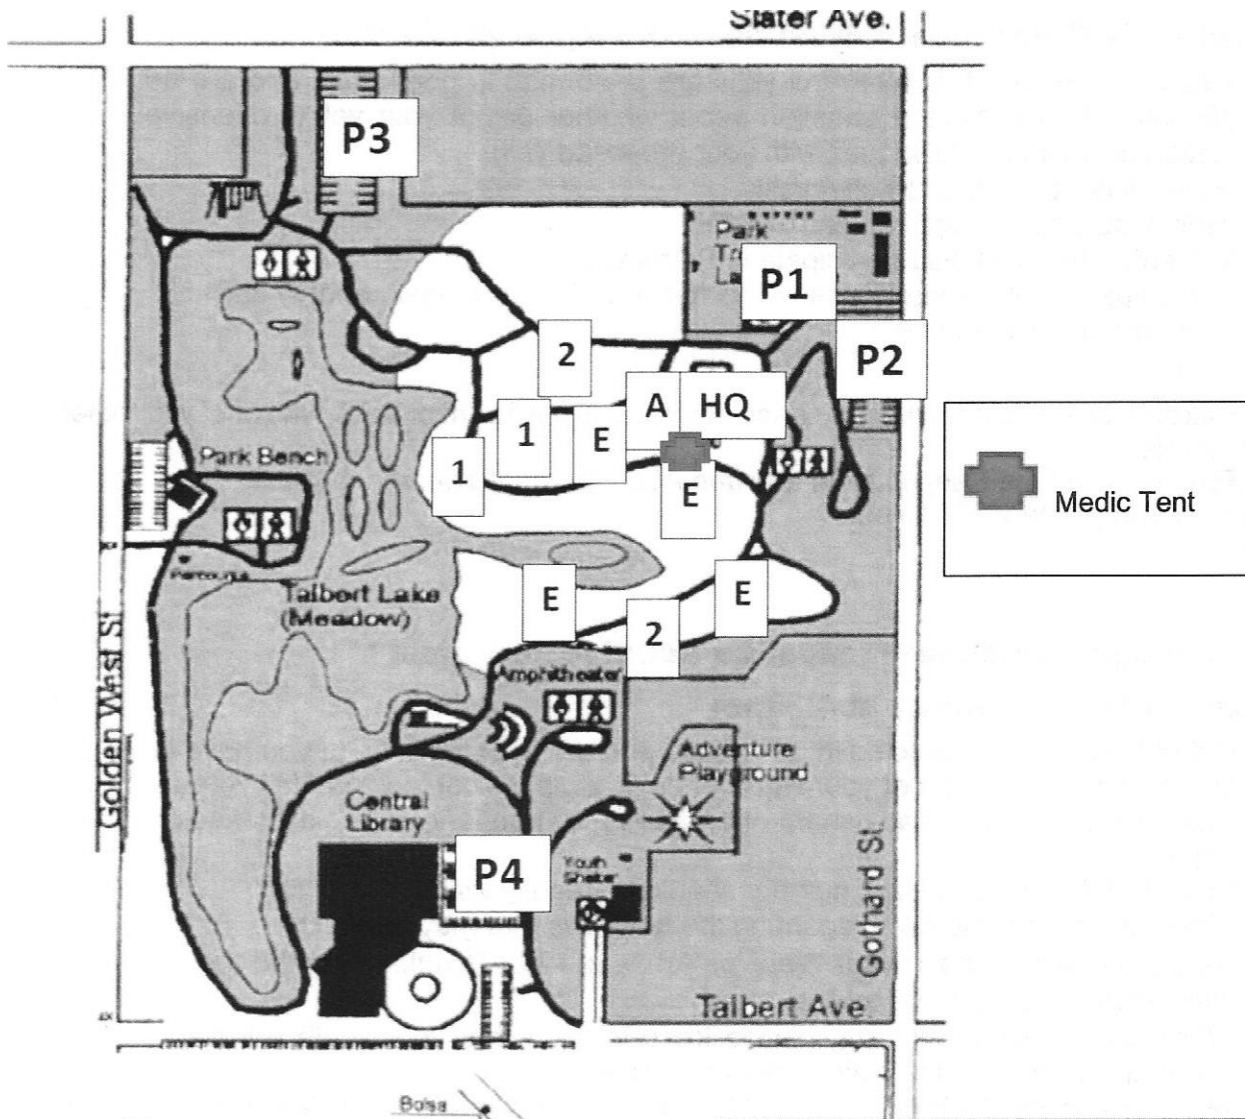 Slater Ave.
P3
Park
P1
P2
2
A
HQ
1
E
1
E
Park Bench
Medic Tent
Talbert Lake
(Meadow)
E
E
2
Golden West St.
Amphitheater
Adventure
Playground
Central
Library
P4
Youth
Shelter
Gothard St.
Talbert Ave.
Bolsa